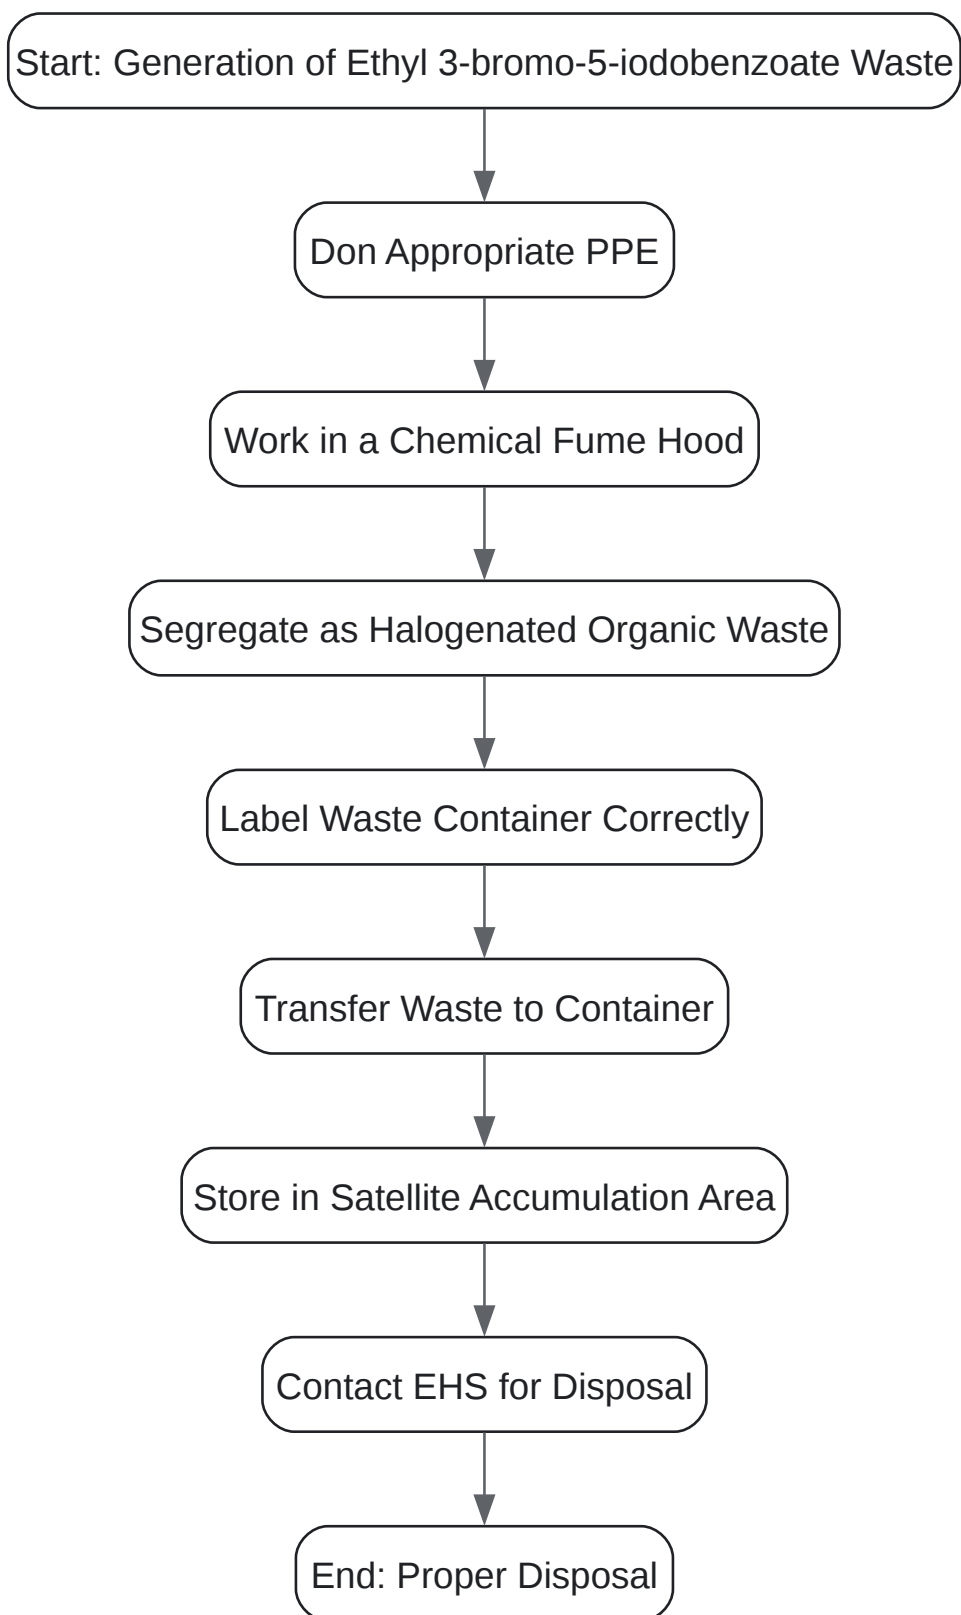 Start: Generation of Ethyl 3-bromo-5-iodobenzoate Waste
Don Appropriate PPE
Work in a Chemical Fume Hood
Segregate as Halogenated Organic Waste
Label Waste Container Correctly
Transfer Waste to Container
Store in Satellite Accumulation Area
Contact EHS for Disposal
End: Proper Disposal